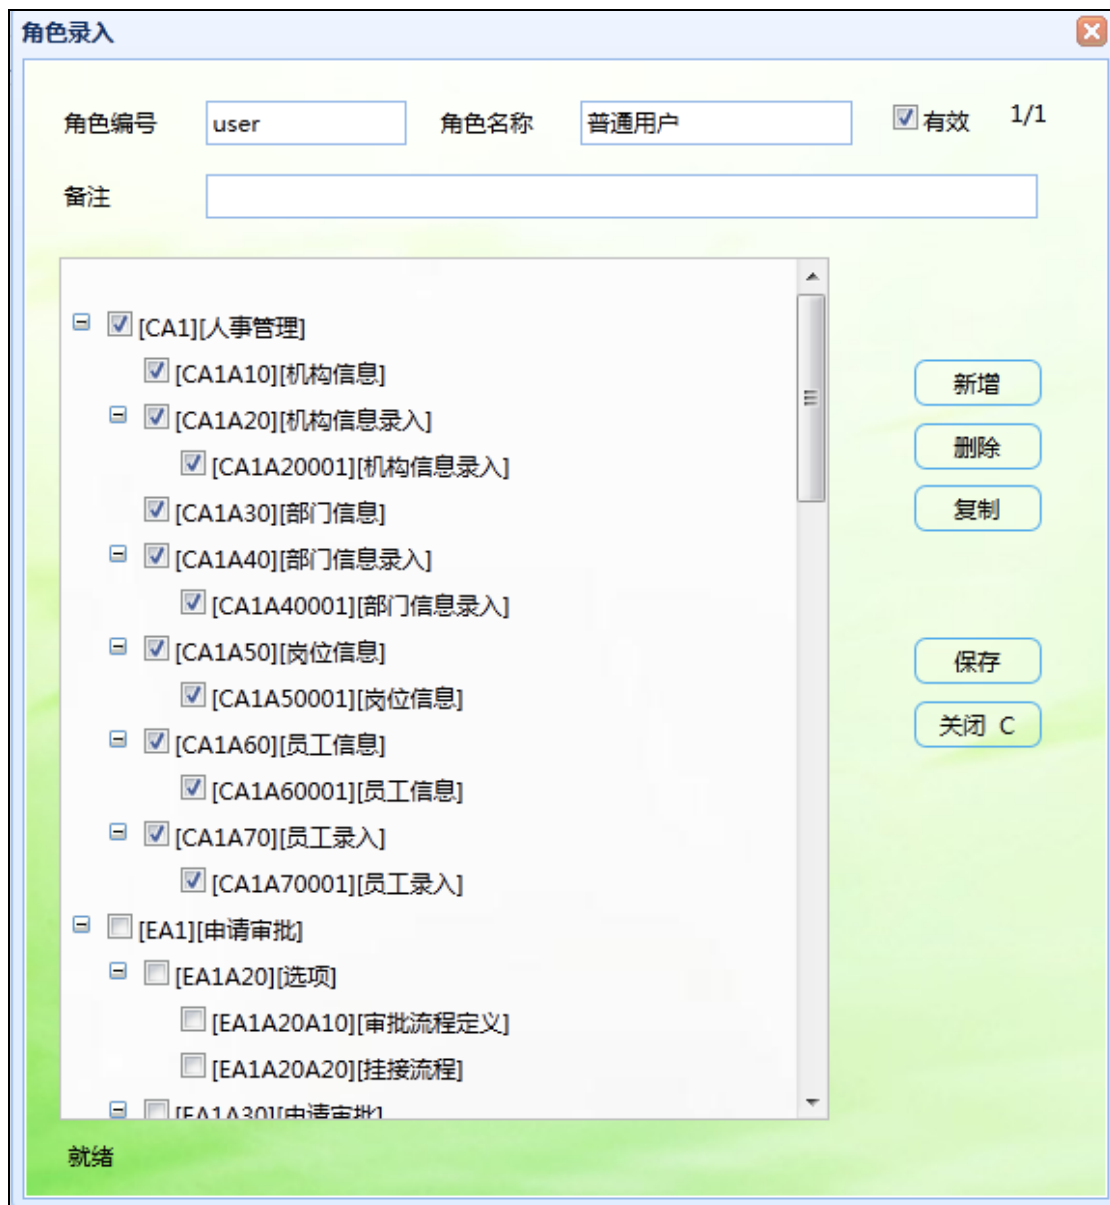 角色录入
角色编号 user 角色名称 普通用户 有效 1/1
备注
[CA1][人事管理]
[CA1A10][机构信息]
[CA1A20][机构信息录入]
[CA1A20001][机构信息录入]
[CA1A30][部门信息]
[CA1A40][部门信息录入]
[CA1A40001][部门信息录入]
[CA1A50][岗位信息]
[CA1A50001][岗位信息]
[CA1A60][员工信息]
[CA1A60001][员工信息]
[CA1A70][员工录入]
[CA1A70001][员工录入]
[EA1][申请审批]
[EA1A20][选项]
[EA1A20A10][审批流程定义]
[EA1A20A20][挂接流程]
[EA1A30][申请审批]
新增
删除
复制
保存
关闭 C
就绪